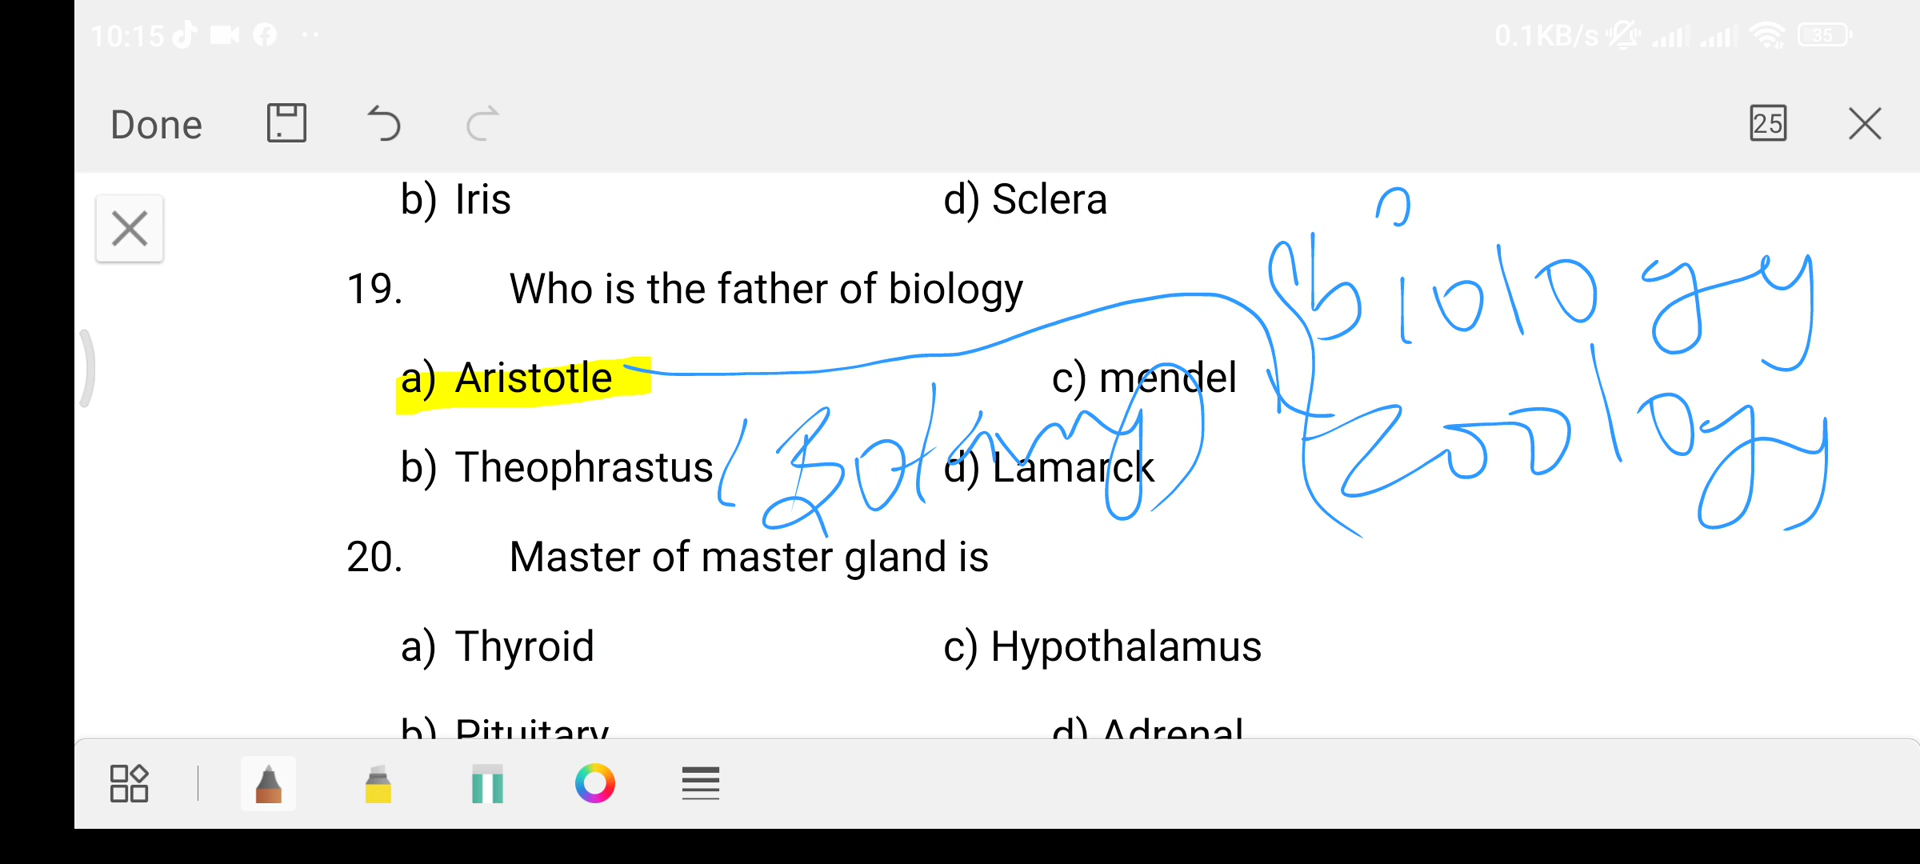 10:15 0.1KB/s 35
Done 25
b) Iris d) Sclera
19. Who is the father of biology
Biology
a) Aristotle c) mendel
Zoology
b) Theophrastus (Botany) d) Lamarck
20. Master of master gland is
a) Thyroid c) Hypothalamus
b) Pituitary d) Adrenal